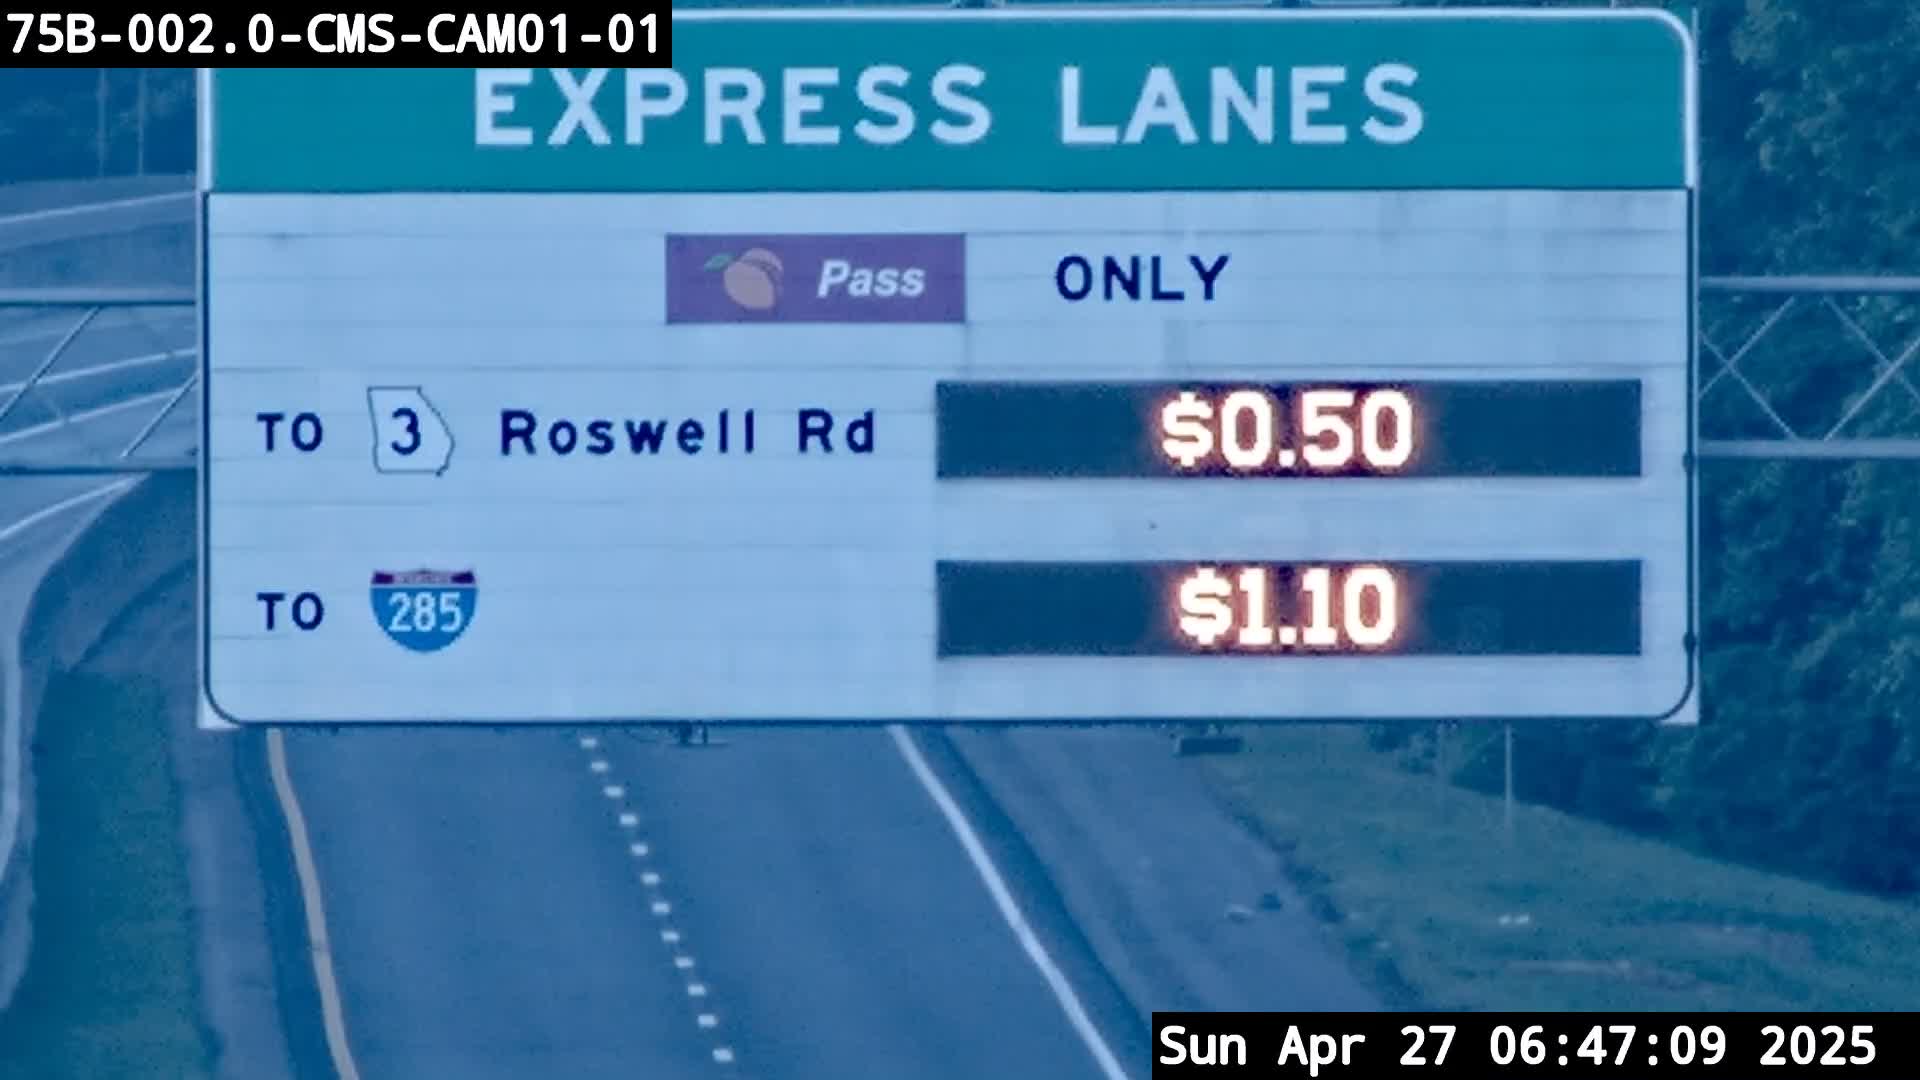 75B-002.0-CMS-CAM01-01
EXPRESS LANES
Pass ONLY
TO 3 Roswell Rd $0.50
TO 285 $1.10
Sun Apr 27 06:47:09 2025